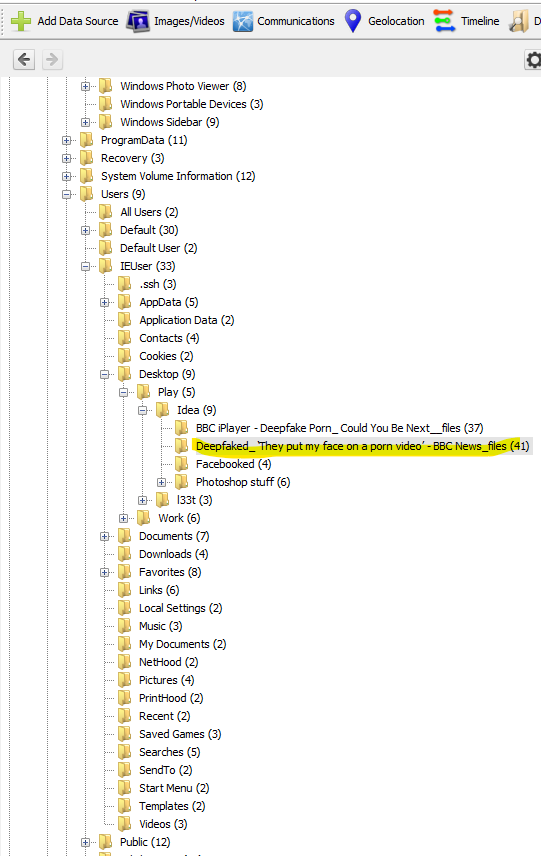 Add Data Source Images/Videos Communications Geolocation Timeline D
Windows Photo Viewer (8)
Windows Portable Devices (3)
Windows Sidebar (9)
ProgramData (11)
Recovery (3)
System Volume Information (12)
Users (9)
All Users (2)
Default (30)
Default User (2)
IEUser (33)
.ssh (3)
AppData (5)
Application Data (2)
Contacts (4)
Cookies (2)
Desktop (9)
Play (5)
Idea (9)
BBC iPlayer - Deepfake Porn_ Could You Be Next__files (37)
Deepfaked_ ‘They put my face on a porn video’ - BBC News_files (41)
Facebooked (4)
Photoshop stuff (6)
l33t (3)
Work (6)
Documents (7)
Downloads (4)
Favorites (8)
Links (6)
Local Settings (2)
Music (3)
My Documents (2)
NetHood (2)
Pictures (4)
PrintHood (2)
Recent (2)
Saved Games (3)
Searches (5)
SendTo (2)
Start Menu (2)
Templates (2)
Videos (3)
Public (12)